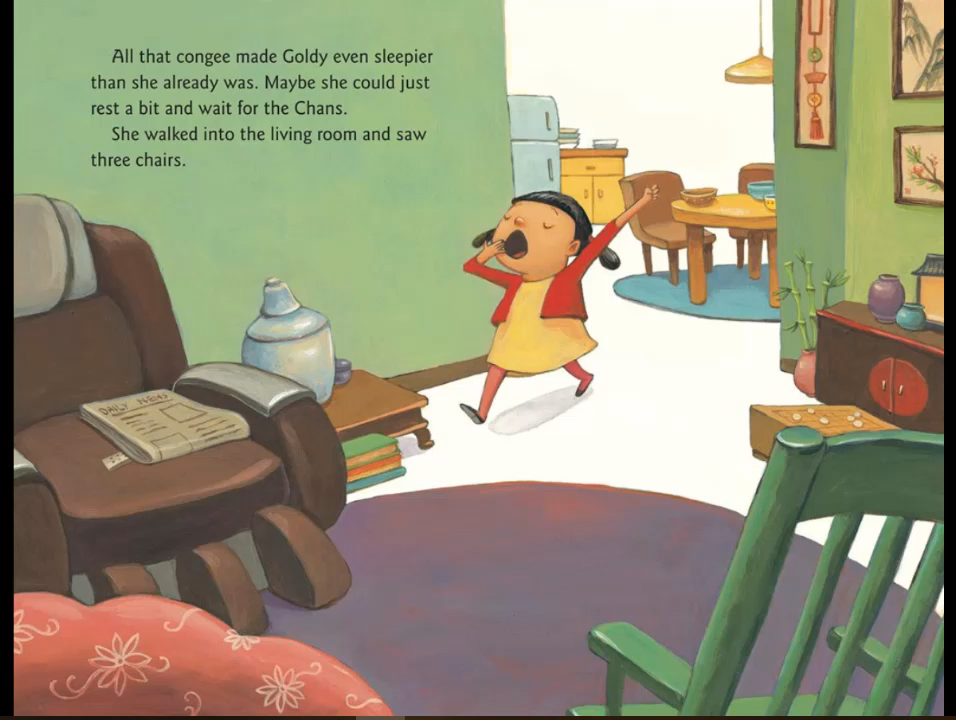 All that congee made Goldy even sleepier
than she already was. Maybe she could just
rest a bit and wait for the Chans.
She walked into the living room and saw
three chairs.
DAILY NEWS